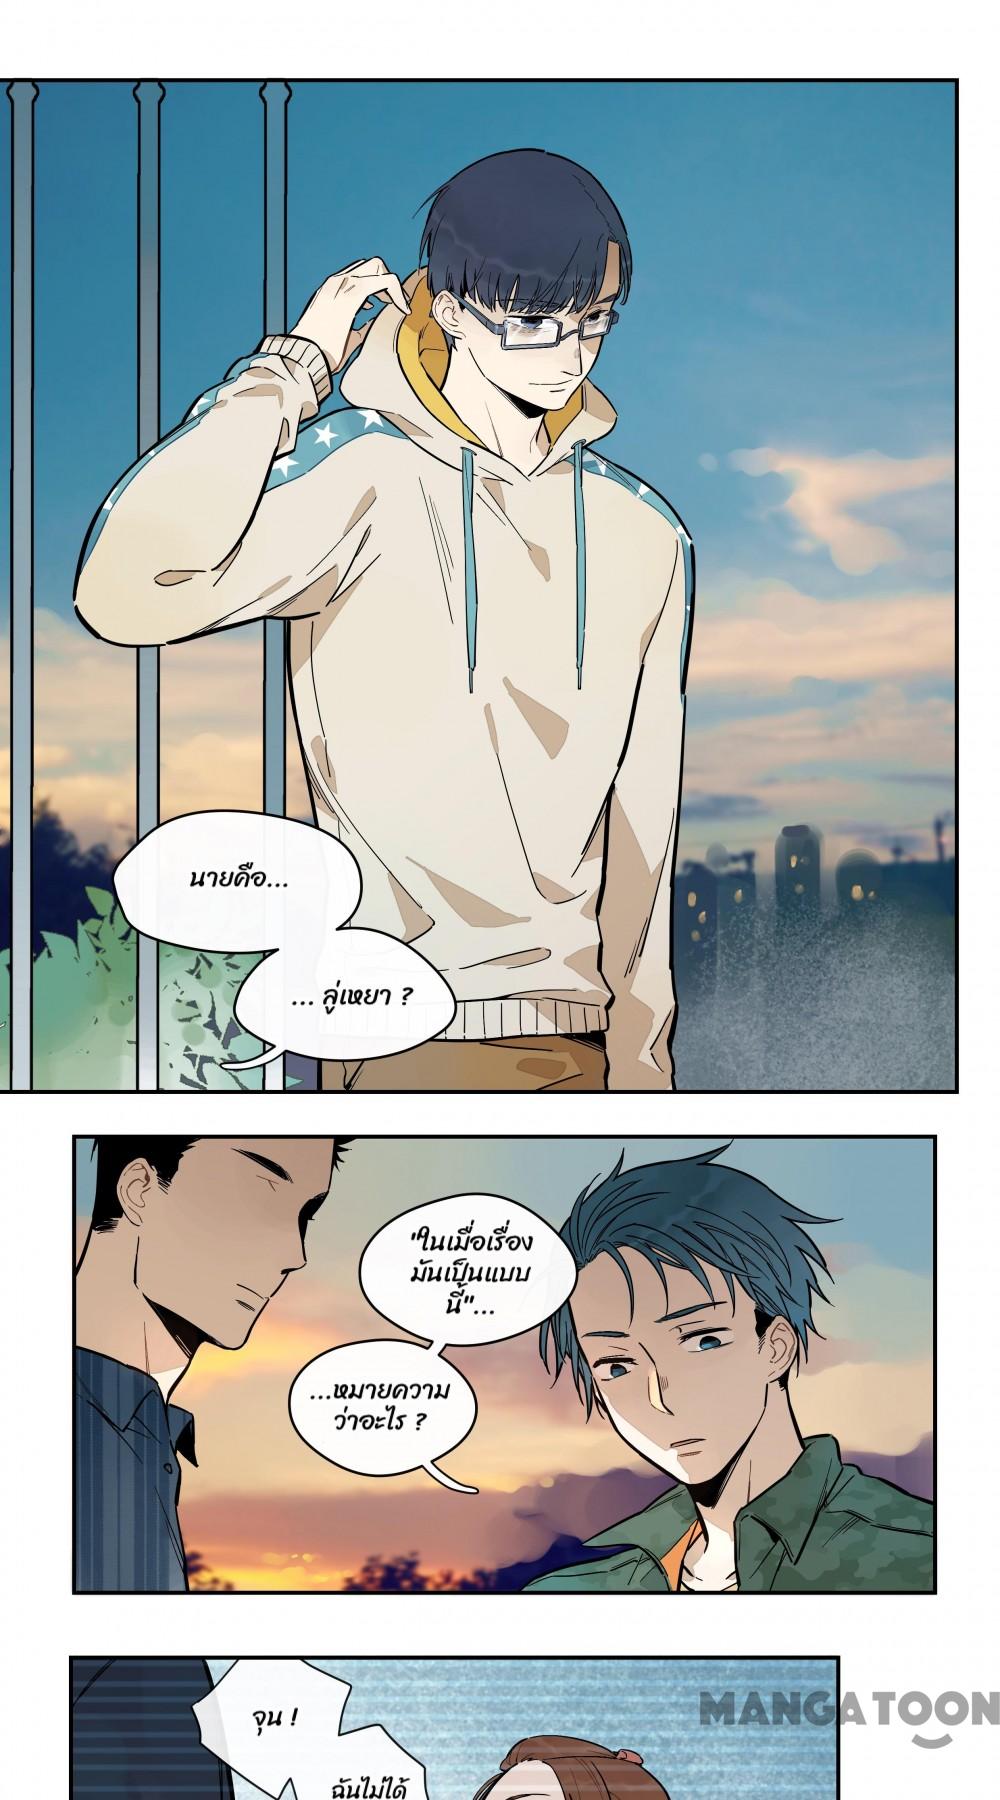 นายคือ...
... ลู่เหยา ?
"ในเมื่อเรื่อง
มันเป็นแบบ
นี้"...
...หมายความ
ว่าอะไร ?
MANGATOON
จุน !
ฉันไม่ได้